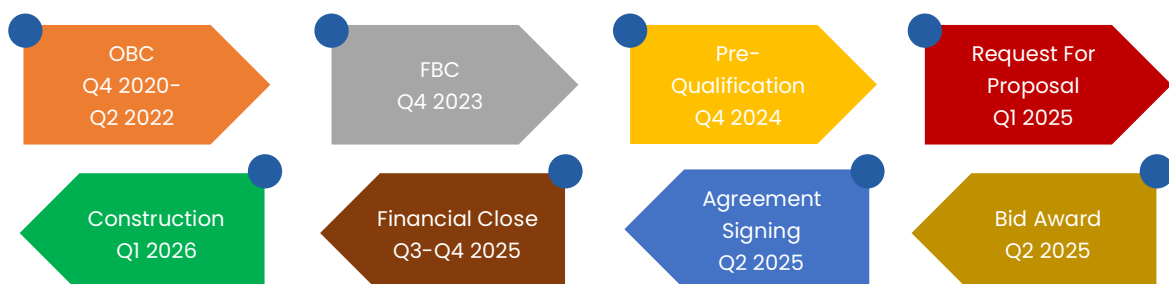 OBC
Q4 2020-
Q2 2022
FBC
Q4 2023
Pre-
Qualification
Q4 2024
Request For
Proposal
Q1 2025
Construction
Q1 2026
Financial Close
Q3-Q4 2025
Agreement
Signing
Q2 2025
Bid Award
Q2 2025